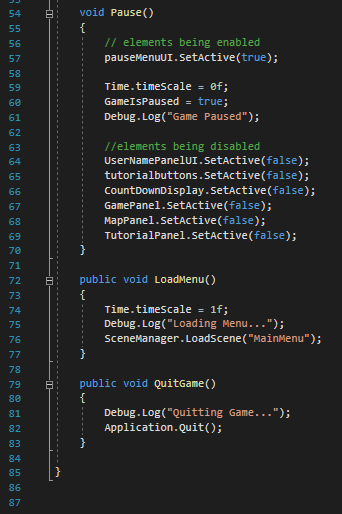 53
54 void Pause()
55 {
56 // elements being enabled
57 pauseMenuUI.SetActive(true);
58
59 Time.timeScale = 0f;
60 GameIsPaused = true;
61 Debug.Log("Game Paused");
62
63 //elements being disabled
64 UserNamePanelUI.SetActive(false);
65 tutorialbuttons.SetActive(false);
66 CountDownDisplay.SetActive(false);
67 GamePanel.SetActive(false);
68 MapPanel.SetActive(false);
69 TutorialPanel.SetActive(false);
70 }
71
72 public void LoadMenu()
73 {
74 Time.timeScale = 1f;
75 Debug.Log("Loading Menu...");
76 SceneManager.LoadScene("MainMenu");
77 }
78
79 public void QuitGame()
80 {
81 Debug.Log("Quitting Game...");
82 Application.Quit();
83 }
84
85 }
86
87